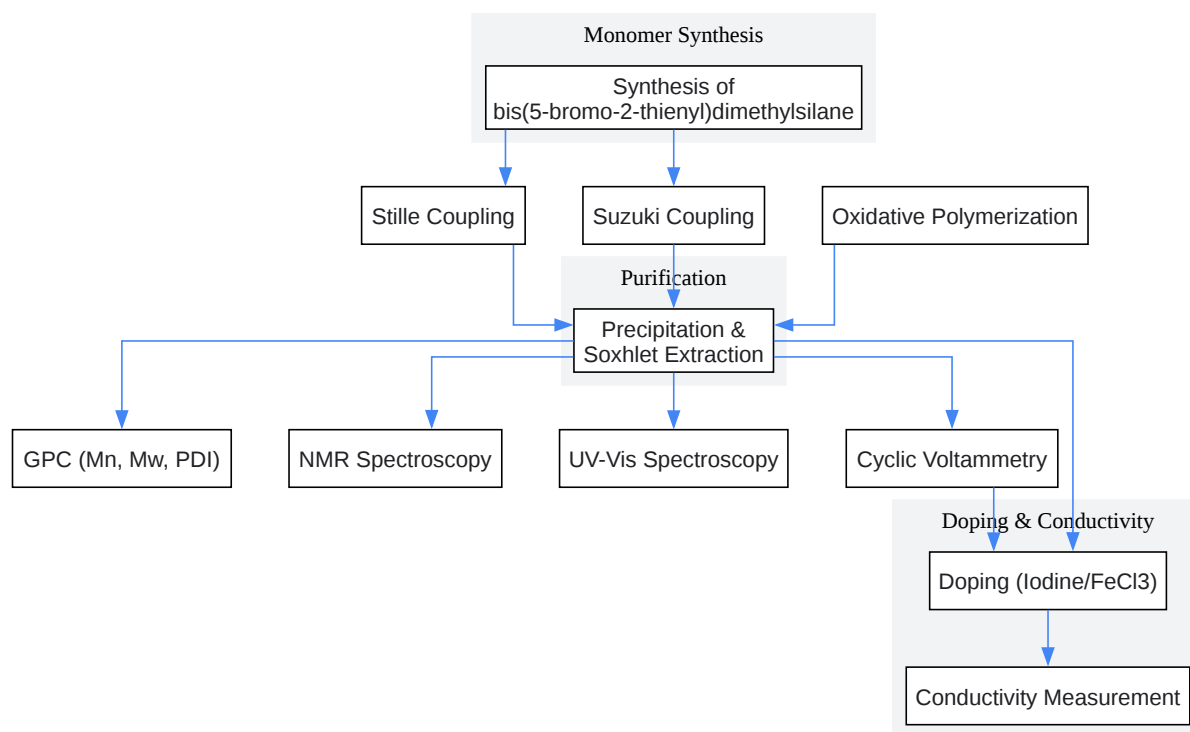 Monomer Synthesis
Synthesis of
bis(5-bromo-2-thienyl)dimethylsilane
Stille Coupling
Suzuki Coupling
Oxidative Polymerization
Purification
Precipitation &
Soxhlet Extraction
GPC (Mn, Mw, PDI)
NMR Spectroscopy
UV-Vis Spectroscopy
Cyclic Voltammetry
Doping & Conductivity
Doping (Iodine/FeCl3)
Conductivity Measurement